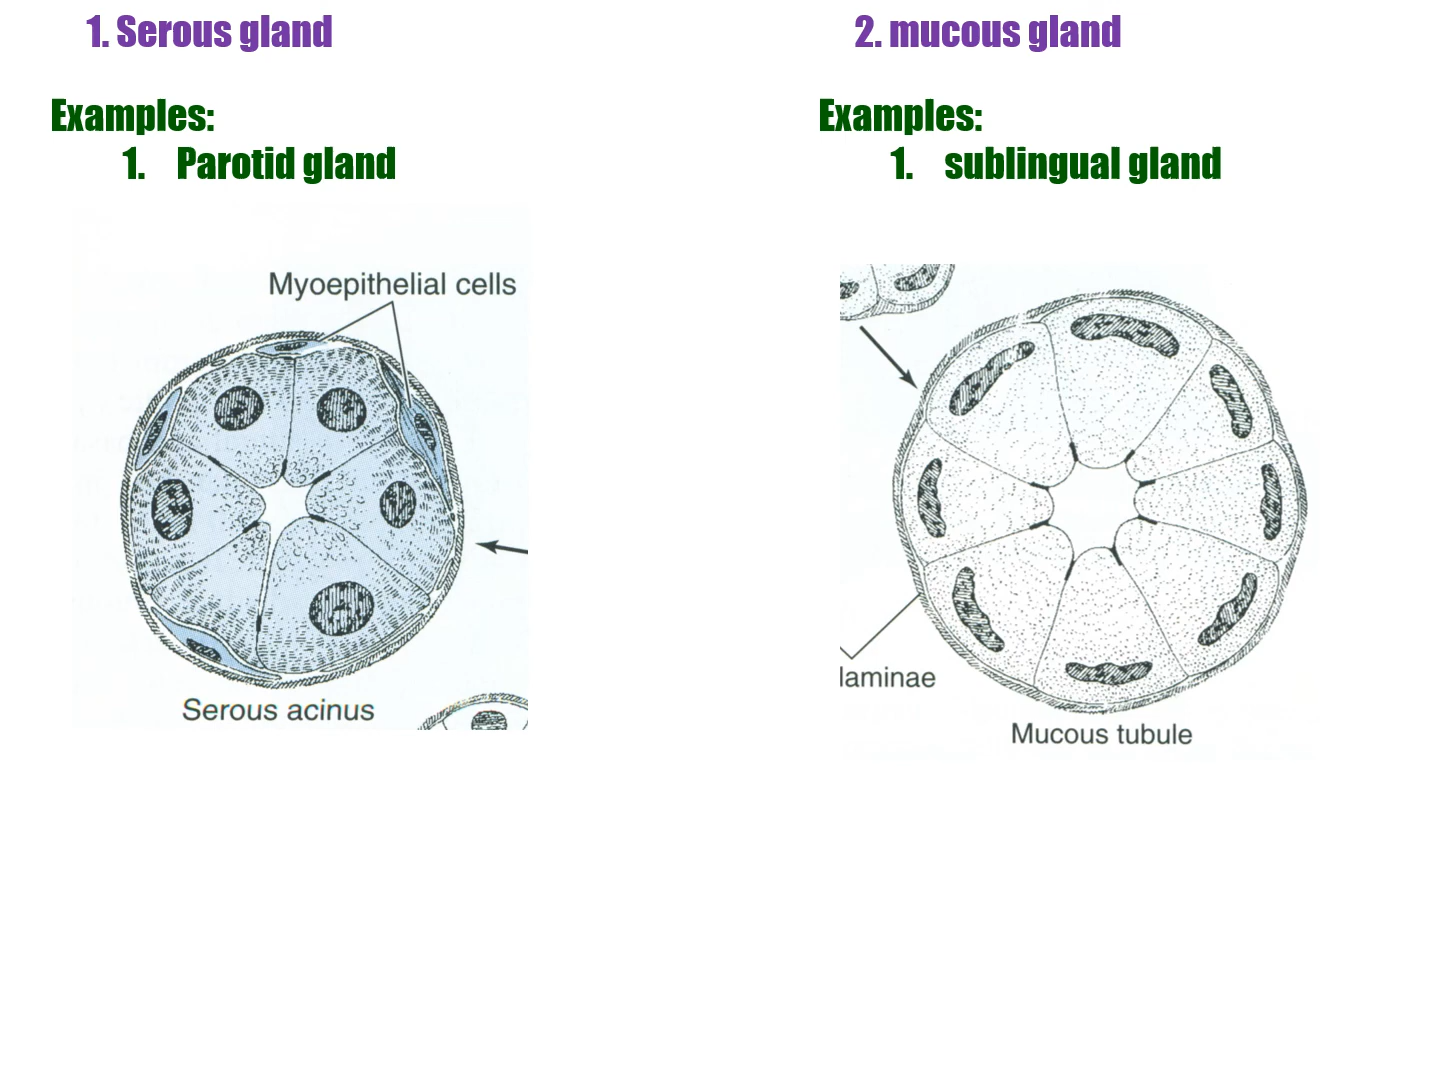 1. Serous gland
Examples:
1. Parotid gland
Myoepithelial cells
Serous acinus
2. mucous gland
Examples:
1. sublingual gland
laminae
Mucous tubule